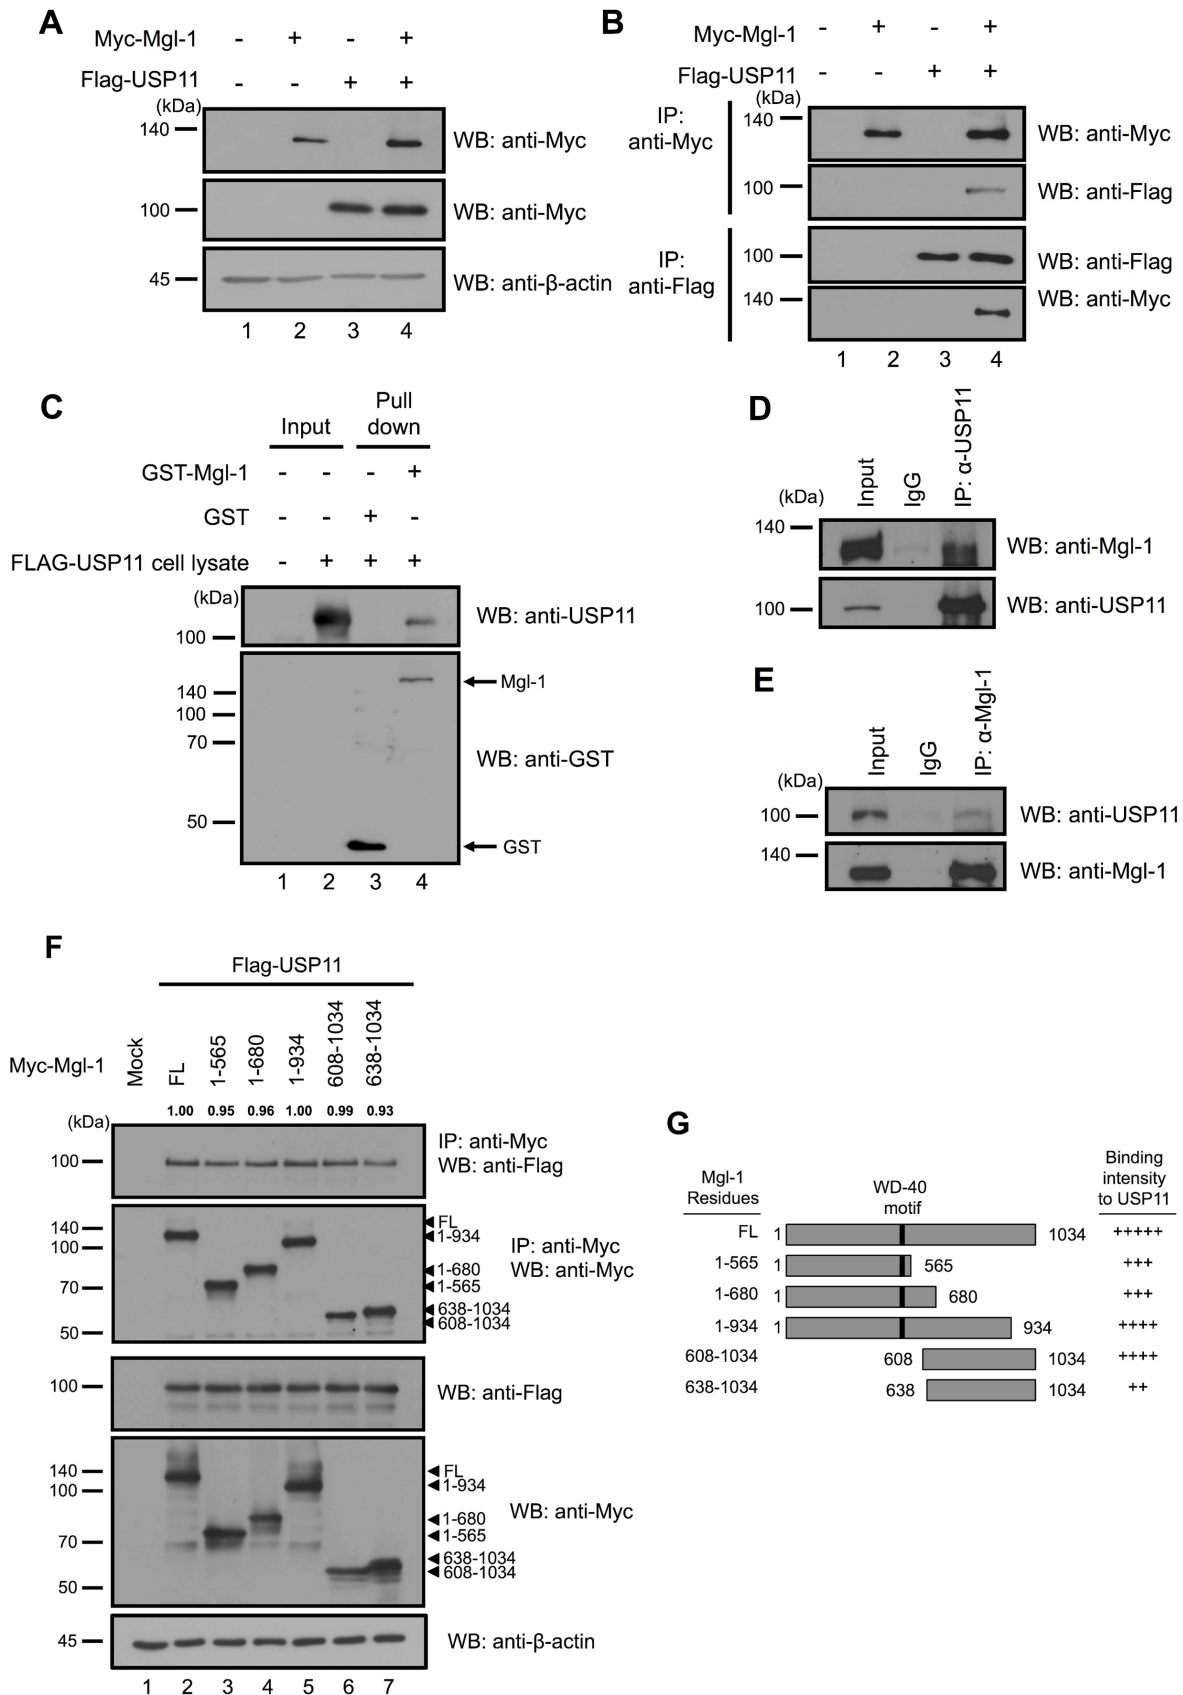 A
Myc-Mgl-1 - + - +
Flag-USP11 - - + +
(kDa)
140 WB: anti-Myc
100 WB: anti-Myc
45 WB: anti-β-actin
1 2 3 4
B
Myc-Mgl-1 - + - +
Flag-USP11 - - + +
(kDa)
IP:
anti-Myc
140 WB: anti-Myc
100 WB: anti-Flag
IP:
anti-Flag
100 WB: anti-Flag
140 WB: anti-Myc
1 2 3 4
C
Input
Pull
down
GST-Mgl-1 - - - +
GST - - + -
FLAG-USP11 cell lysate - + + +
(kDa)
100 WB: anti-USP11
140 Mgl-1
100
70
WB: anti-GST
50
GST
1 2 3 4
D
Input IgG IP: α-USP11
(kDa)
140 WB: anti-Mgl-1
100 WB: anti-USP11
E
Input IgG IP: α-Mgl-1
(kDa)
100 WB: anti-USP11
140 WB: anti-Mgl-1
F
Flag-USP11
Myc-Mgl-1 Mock FL 1-565 1-680 1-934 608-1034 638-1034
1.00 0.95 0.96 1.00 0.99 0.93
(kDa)
100
IP: anti-Myc
WB: anti-Flag
140
100
70
50
FL
1-934
1-680
1-565
638-1034
608-1034
IP: anti-Myc
WB: anti-Myc
100 WB: anti-Flag
140
100
70
50
FL
1-934
1-680
1-565
638-1034
608-1034
WB: anti-Myc
45 WB: anti-β-actin
1 2 3 4 5 6 7
G
Mgl-1
Residues
WD-40
motif
Binding
intensity
to USP11
FL 1 1034 +++++
1-565 1 565 +++
1-680 1 680 +++
1-934 1 934 ++++
608-1034 608 1034 ++++
638-1034 638 1034 ++